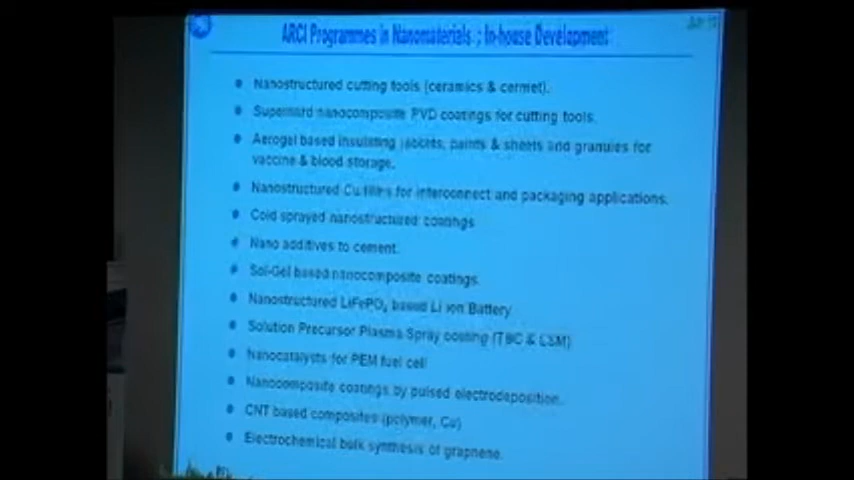 ARCI Programmes in Nanomaterials ; In-house Development
Nanostructured cutting tools (ceramics & cermet).
Superhard nanocomposite PVD coatings for cutting tools.
Aerogel based insulating jackets, paints & sheets and granules for
vaccine & blood storage.
Nanostructured Cu films for interconnect and packaging applications.
Cold sprayed nanostructured coatings
Nano additives to cement.
Sol-Gel based nanocomposite coatings.
Nanostructured LiFePO₄ based Li ion Battery
Solution Precursor Plasma Spray coating (TBC & LSM)
Nanocatalysts for PEM fuel cell
Nanocomposite coatings by pulsed electrodeposition.
CNT based composites (polymer, Cu)
Electrochemical bulk synthesis of graphene.